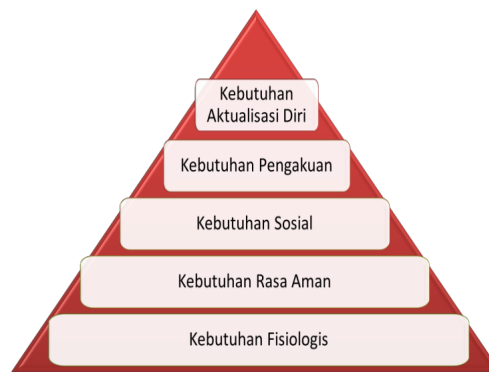 Kebutuhan
Aktualisasi Diri
Kebutuhan Pengakuan
Kebutuhan Sosial
Kebutuhan Rasa Aman
Kebutuhan Fisiologis